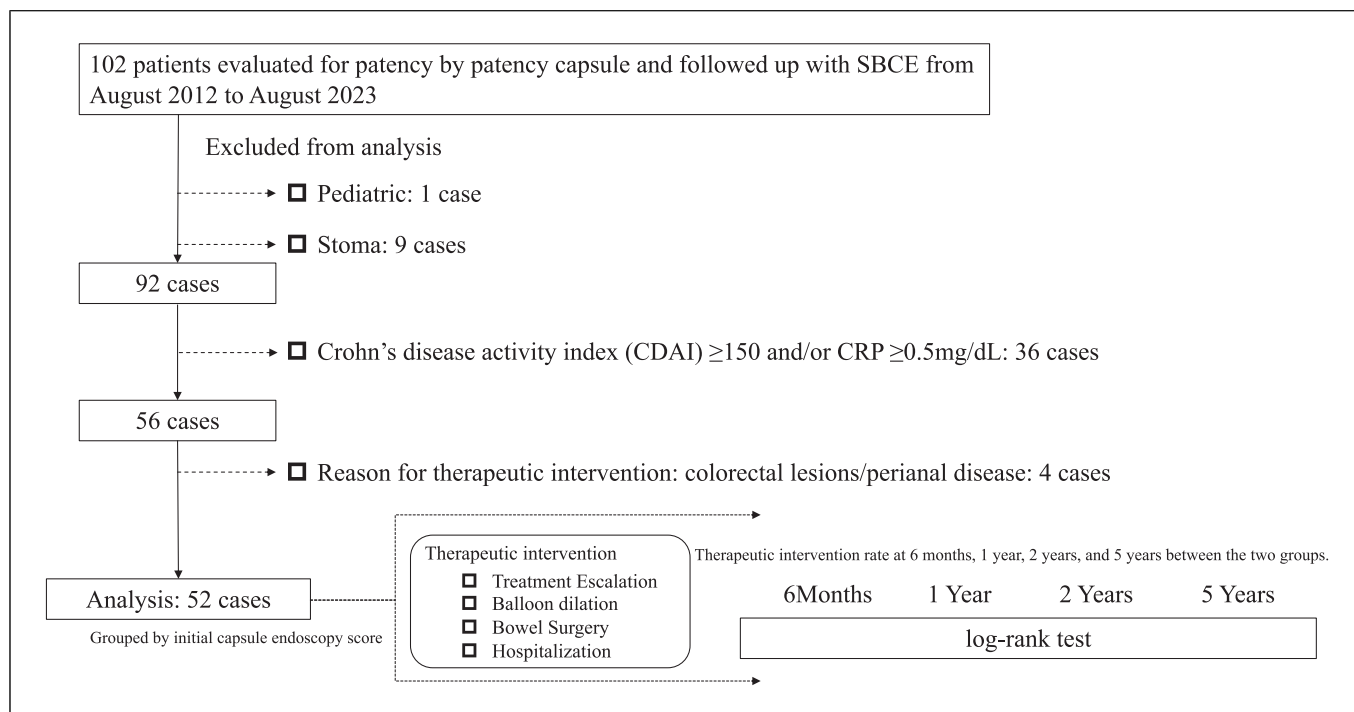 102 patients evaluated for patency by patency capsule and followed up with SBCE from
August 2012 to August 2023
Excluded from analysis
Pediatric: 1 case
Stoma: 9 cases
92 cases
Crohn’s disease activity index (CDAI) ≥150 and/or CRP ≥0.5mg/dL: 36 cases
56 cases
Reason for therapeutic intervention: colorectal lesions/perianal disease: 4 cases
Analysis: 52 cases
Grouped by initial capsule endoscopy score
Therapeutic intervention
Treatment Escalation
Balloon dilation
Bowel Surgery
Hospitalization
Therapeutic intervention rate at 6 months, 1 year, 2 years, and 5 years between the two groups.
6Months 1 Year 2 Years 5 Years
log-rank test